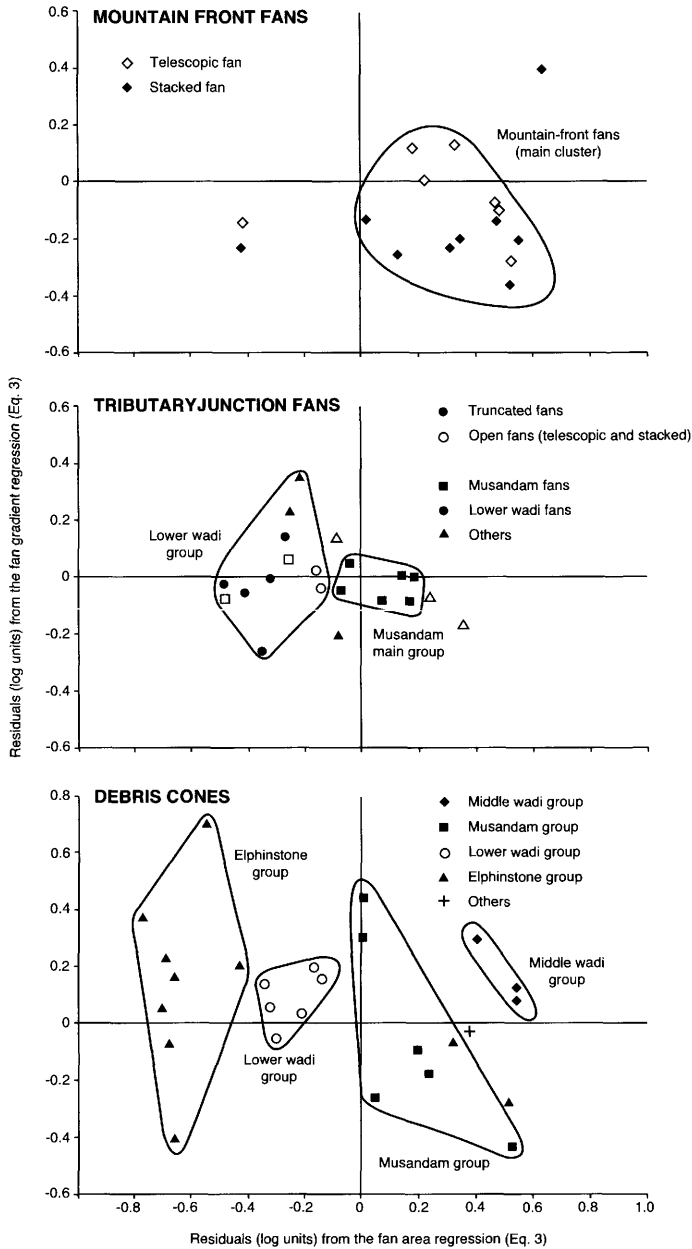 MOUNTAIN FRONT FANS
Telescopic fan
Stacked fan
Mountain-front fans
(main cluster)
0.6
0.4
0.2
0
-0.2
-0.4
-0.6
TRIBUTARYJUNCTION FANS
Truncated fans
Open fans (telescopic and stacked)
Musandam fans
Lower wadi fans
Others
Lower wadi
group
Musandam
main group
0.6
0.4
0.2
0
-0.2
-0.4
-0.6
Residuals (log units) from the fan gradient regression (Eq. 3)
DEBRIS CONES
Middle wadi group
Musandam group
Lower wadi group
Elphinstone group
Others
Elphinstone
group
Middle wadi
group
Lower wadi
group
Musandam group
0.8
0.6
0.4
0.2
0
-0.2
-0.4
-0.6
-0.8 -0.6 -0.4 -0.2 0 0.2 0.4 0.6 0.8 1.0
Residuals (log units) from the fan area regression (Eq. 3)